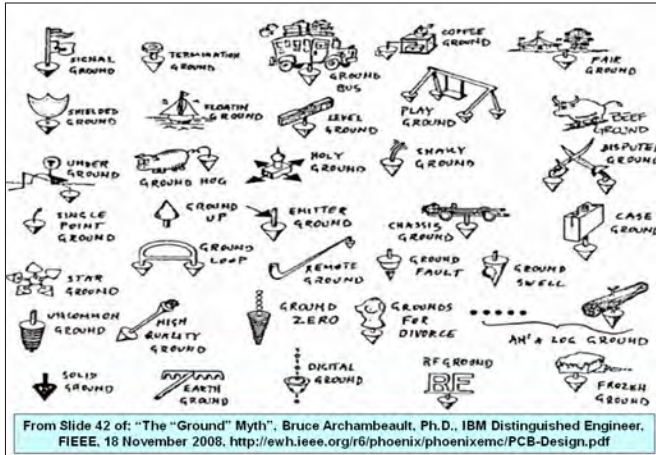 SIGNAL
GROUND
TERMINATION
GROUND
GROUND
BUS
COFFEE
GROUND
FAIR
GROUND
SHIELDED
GROUND
FLOATIN
GROUND
LEVEL
GROUND
PLAY
GROUND
BEEF
GROUND
UNDER
GROUND
GROUND HOG
HOLY
GROUND
SHAKY
GROUND
DISPUTED
GROUND
SINGLE
POINT
GROUND
GROUND
UP
EMITTER
GROUND
CHASSIS
GROUND
CASE
GROUND
STAR
GROUND
GROUND
LOOP
REMOTE
GROUND
GROUND
FAULT
GROUND
SWELL
UNCOMMON
GROUND
HIGH
QUALITY
GROUND
GROUND
ZERO
GROUNDS
FOR
DIVORCE
AN' A LOG GROUND
SOLID
GROUND
EARTH
GROUND
DIGITAL
GROUND
RF GROUND
RF
FROZEN
GROUND
From Slide 42 of: "The "Ground" Myth", Bruce Archambeault, Ph.D., IBM Distinguished Engineer,
FIEEE, 18 November 2008, http://ewh.ieee.org/r6/phoenix/phoenixemc/PCB-Design.pdf